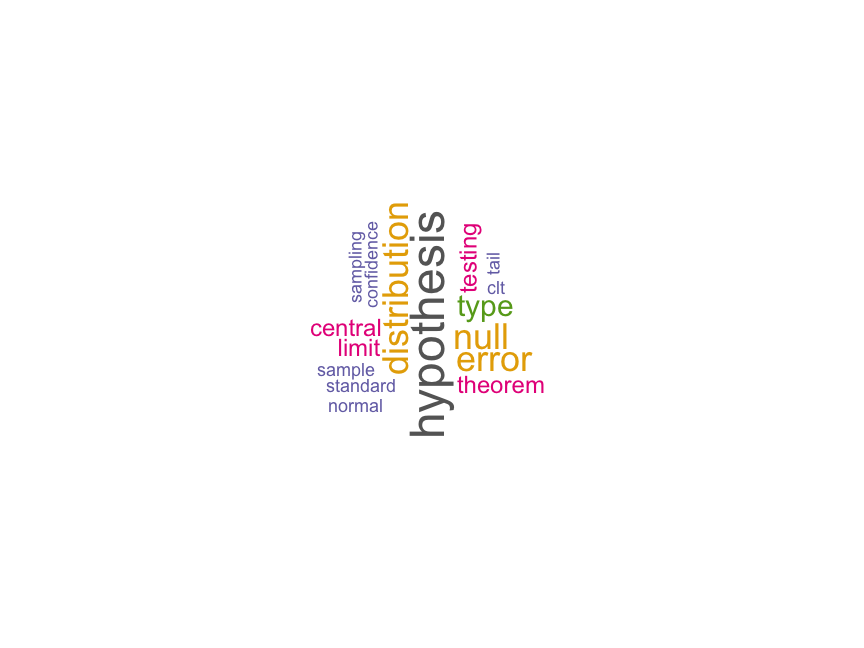 sampling
confidence
distribution
hypothesis
testing
tail
clt
type
central
limit
null
error
sample
standard
theorem
normal